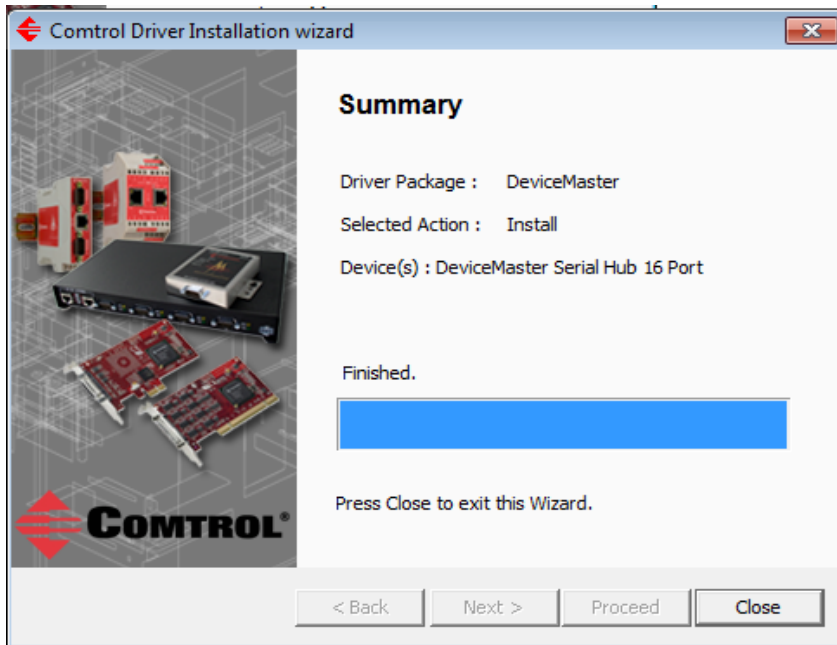 Comtrol Driver Installation wizard
Summary
Driver Package : DeviceMaster
Selected Action : Install
Device(s) : DeviceMaster Serial Hub 16 Port
Finished.
Press Close to exit this Wizard.
COMTROL®
< Back Next > Proceed Close